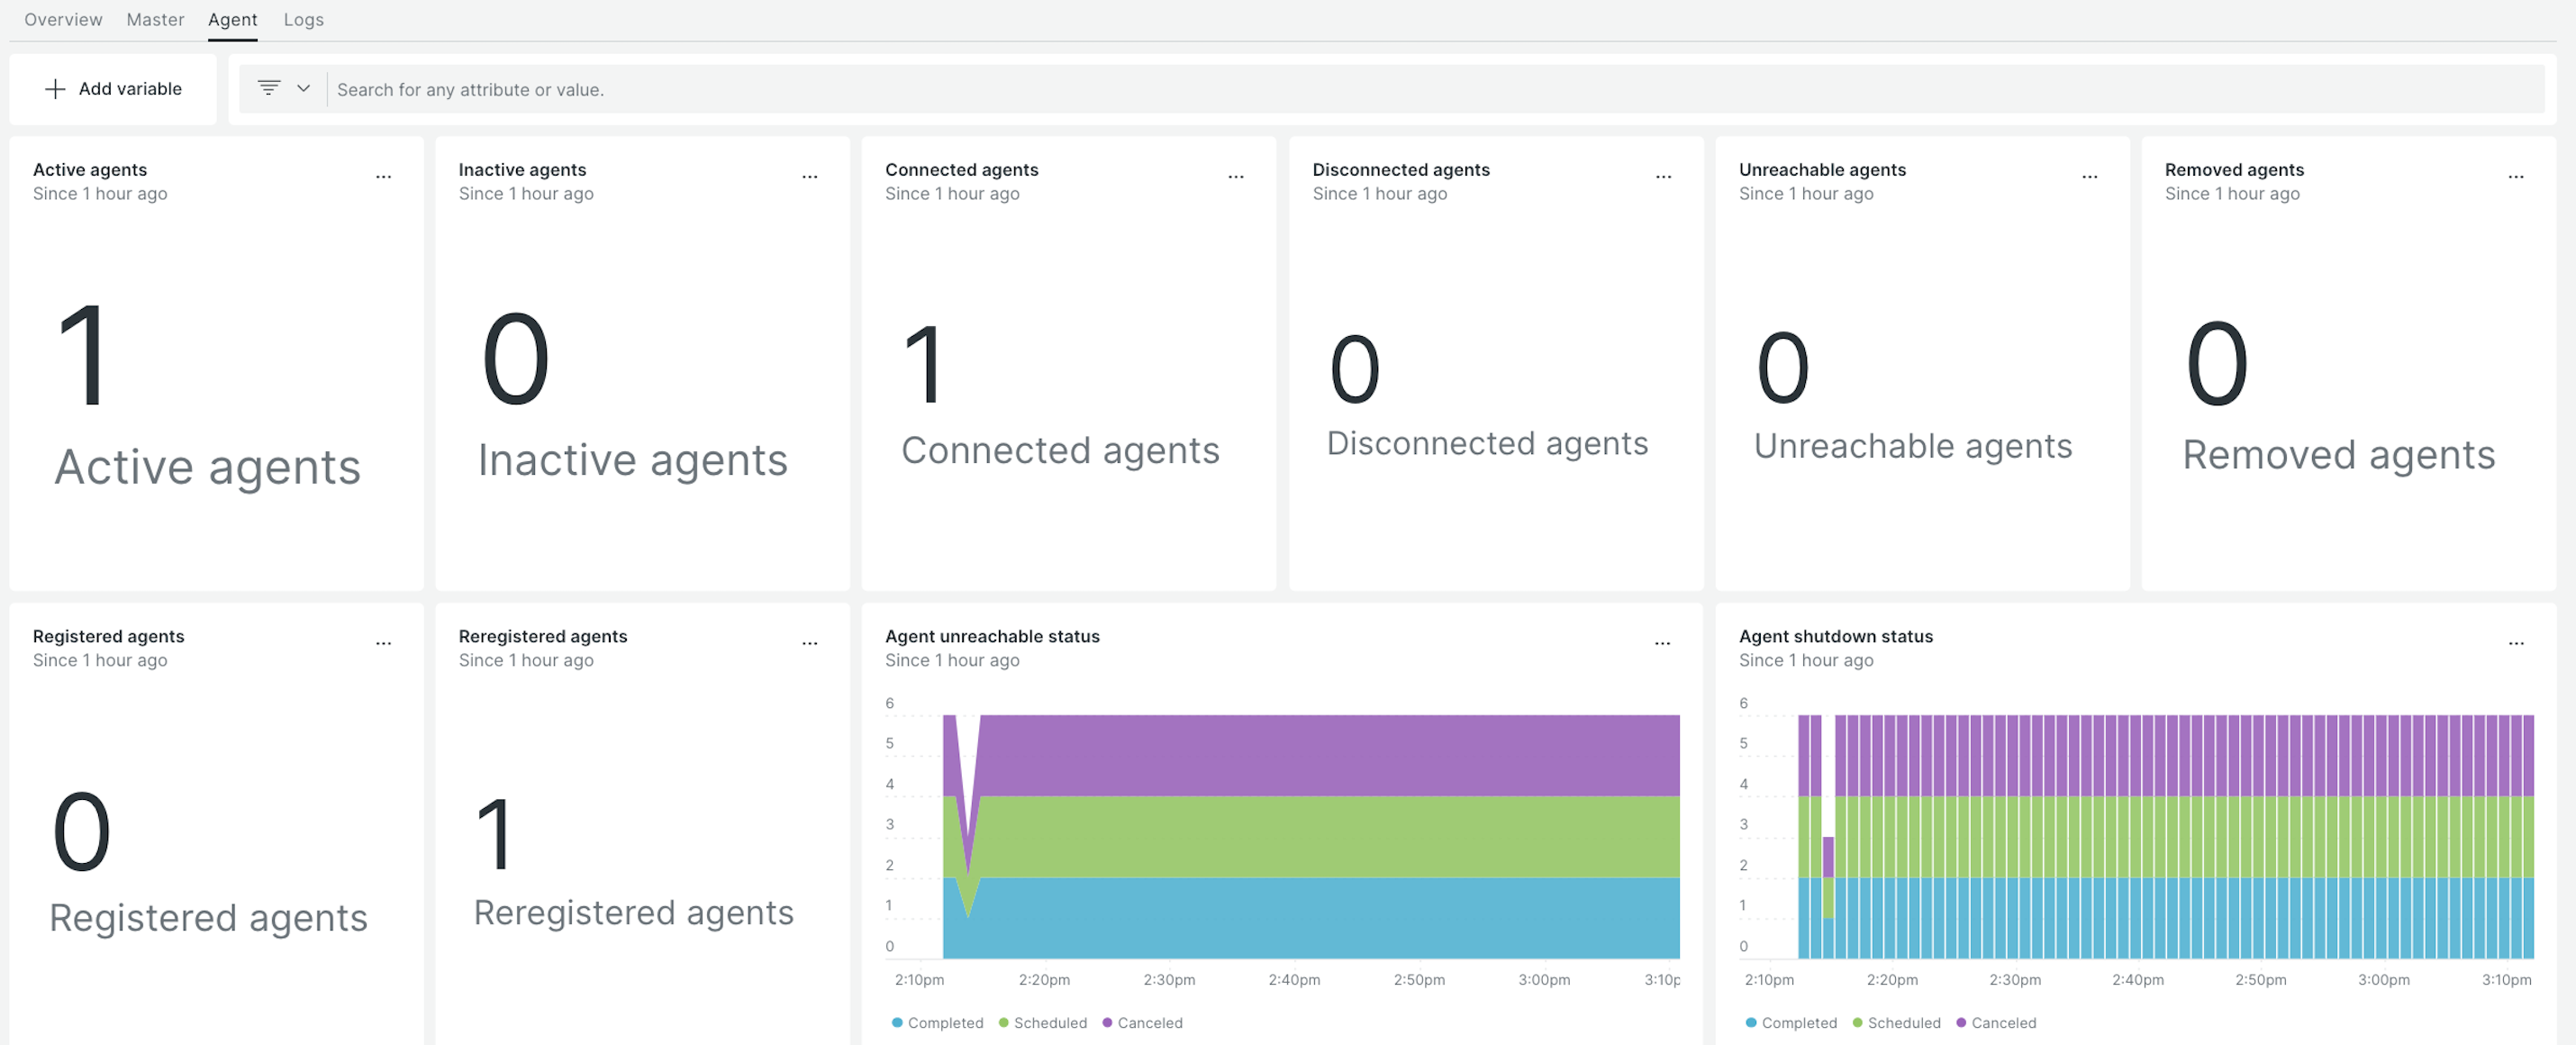 Overview Master Agent Logs
Add variable
Search for any attribute or value.
Active agents
Since 1 hour ago
...
1
Active agents
Inactive agents
Since 1 hour ago
...
0
Inactive agents
Connected agents
Since 1 hour ago
...
1
Connected agents
Disconnected agents
Since 1 hour ago
...
0
Disconnected agents
Unreachable agents
Since 1 hour ago
...
0
Unreachable agents
Removed agents
Since 1 hour ago
...
0
Removed agents
Registered agents
Since 1 hour ago
...
0
Registered agents
Reregistered agents
Since 1 hour ago
...
1
Reregistered agents
Agent unreachable status
Since 1 hour ago
...
6
5
4
3
2
1
0
2:10pm 2:20pm 2:30pm 2:40pm 2:50pm 3:00pm 3:10p
Completed Scheduled Canceled
Agent shutdown status
Since 1 hour ago
...
6
5
4
3
2
1
0
2:10pm 2:20pm 2:30pm 2:40pm 2:50pm 3:00pm 3:10pm
Completed Scheduled Canceled